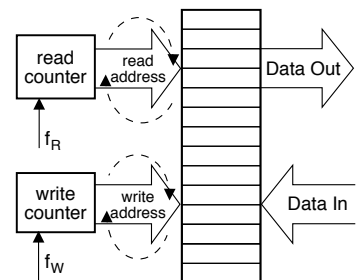 read
counter
read
address
Data Out
f_R
write
counter
write
address
Data In
f_W